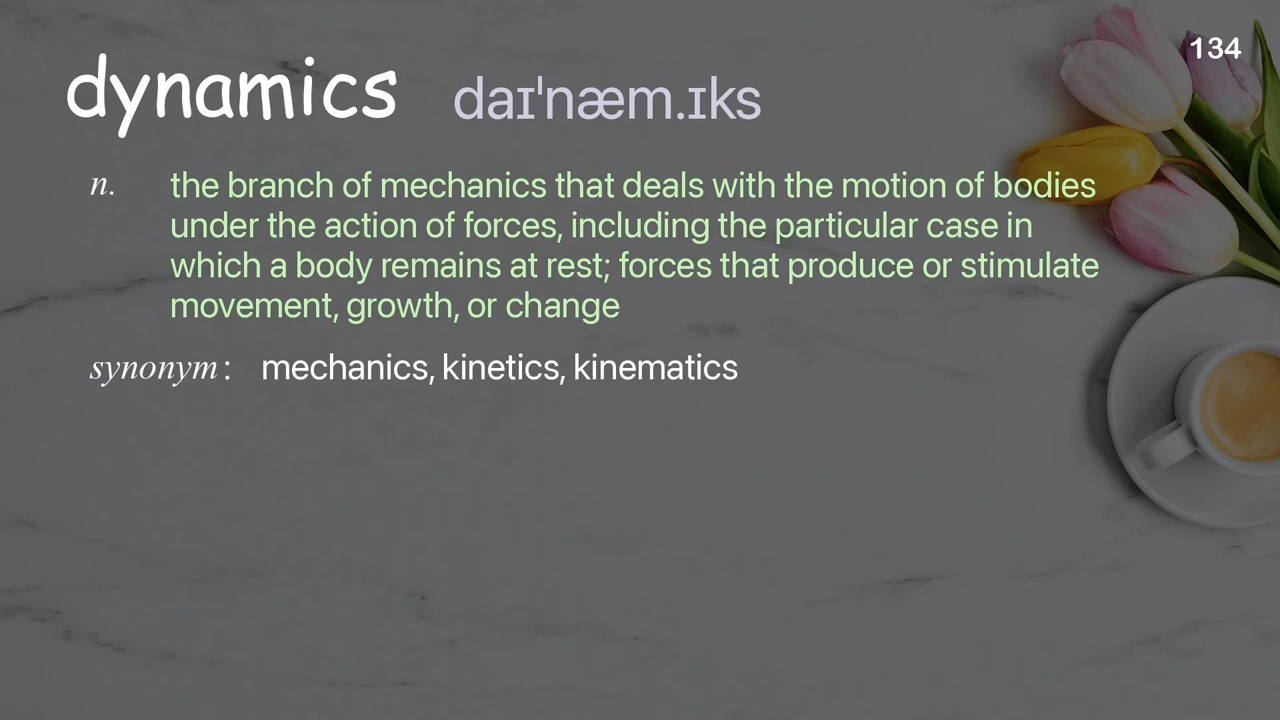 134
dynamics daɪˈnæm.ɪks
n. the branch of mechanics that deals with the motion of bodies
under the action of forces, including the particular case in
which a body remains at rest; forces that produce or stimulate
movement, growth, or change
synonym: mechanics, kinetics, kinematics